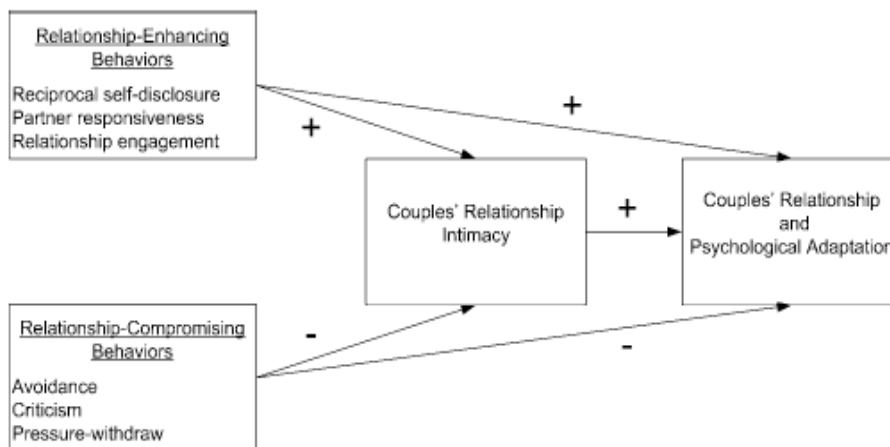 Relationship-Enhancing
Behaviors
Reciprocal self-disclosure
Partner responsiveness
Relationship engagement
+
+
Couples' Relationship
Intimacy
+
Couples' Relationship
and
Psychological Adaptation
Relationship-Compromising
Behaviors
Avoidance
Criticism
Pressure-withdraw
-
-